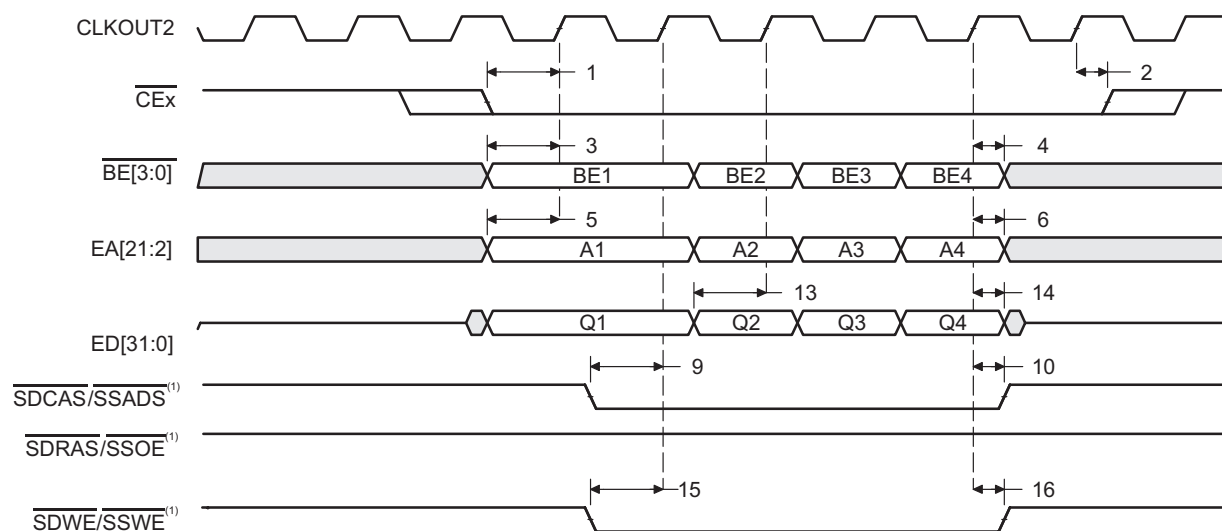 CLKOUT2
1
2
CEx
3
4
BE[3:0]
BE1
BE2
BE3
BE4
5
6
EA[21:2]
A1
A2
A3
A4
13
14
ED[31:0]
Q1
Q2
Q3
Q4
9
10
SDCAS/SSADS(1)
SDRAS/SSOE(1)
15
16
SDWE/SSWE(1)